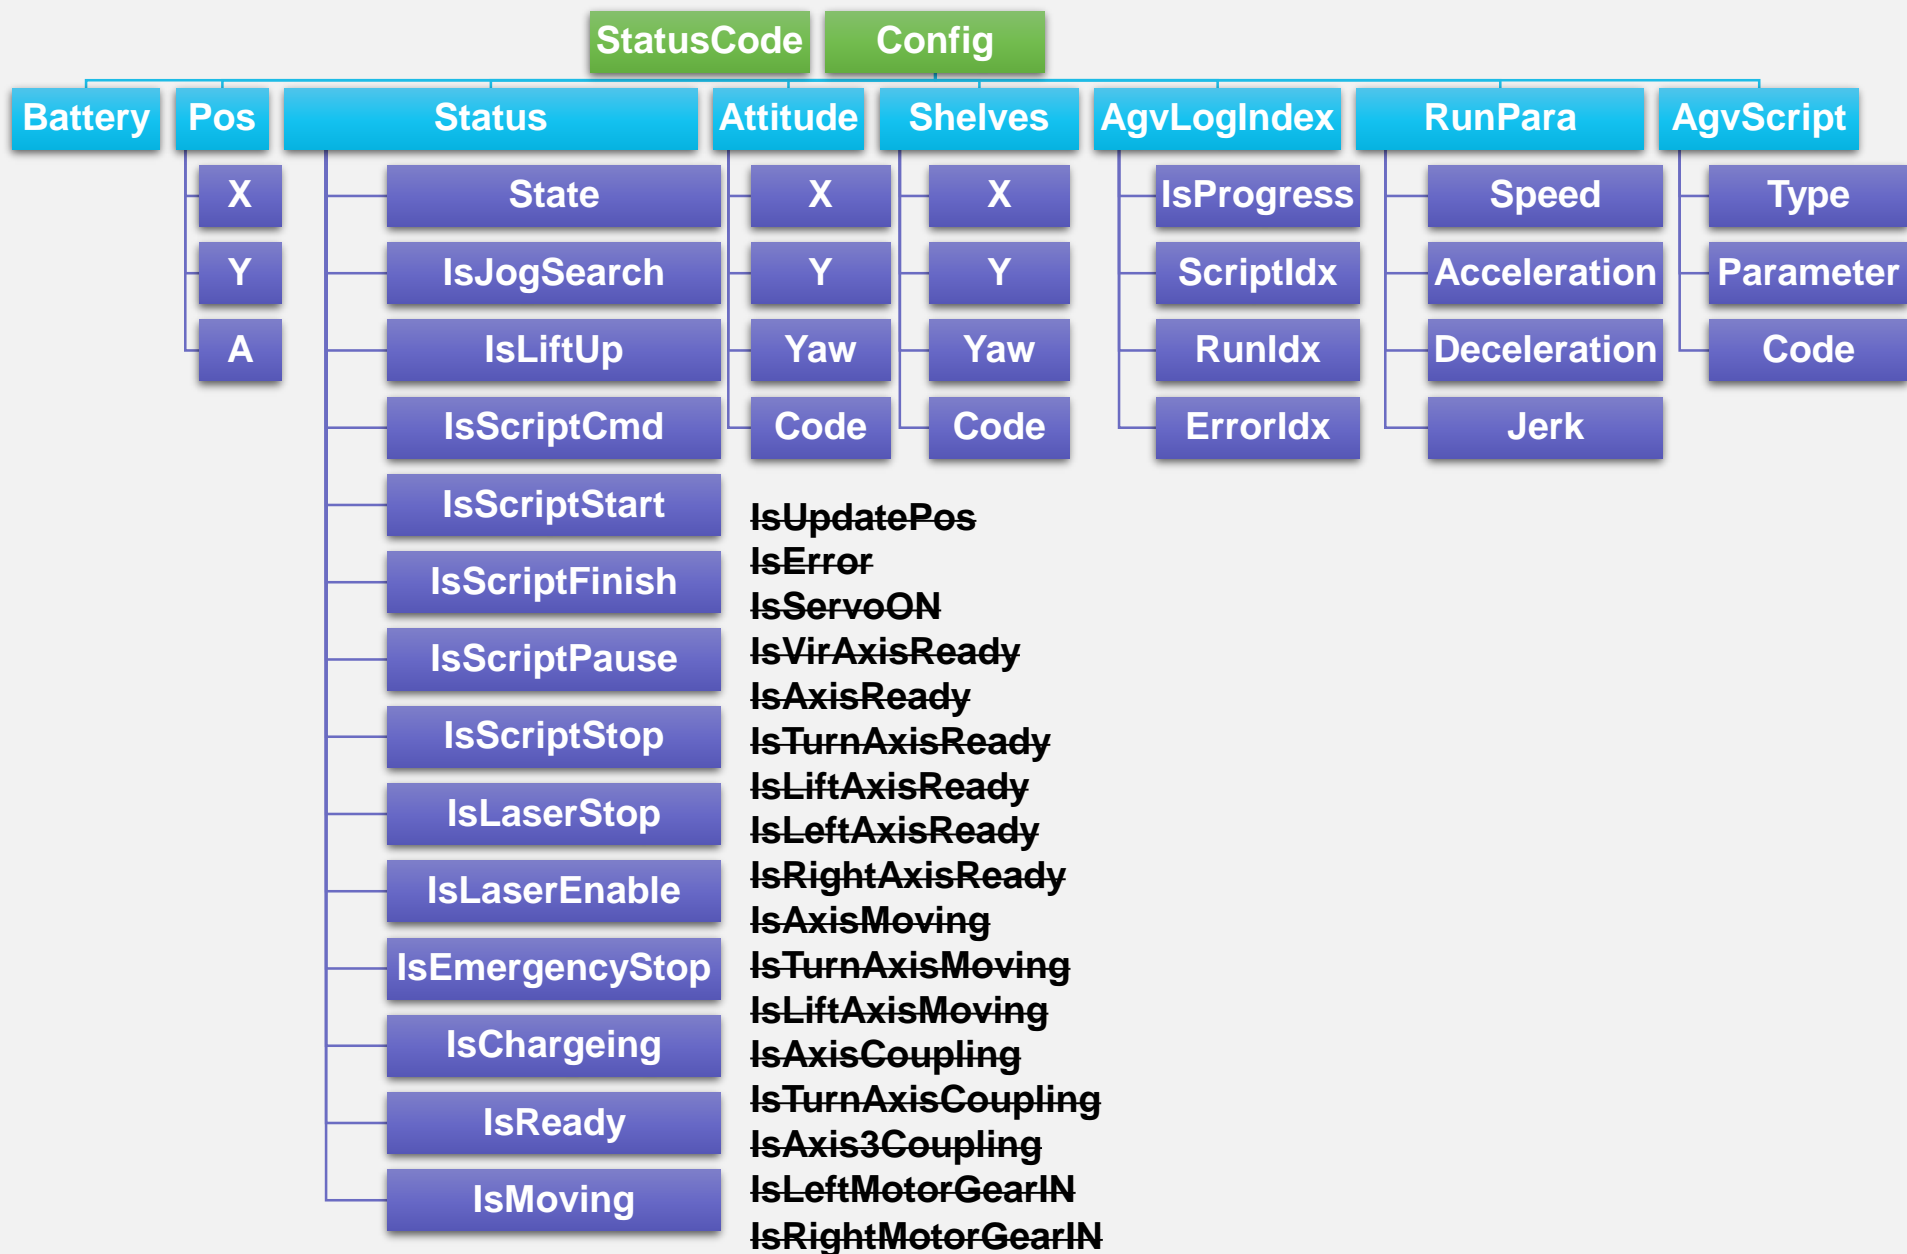 StatusCode
Config
Battery
Pos
Status
Attitude
Shelves
AgvLogIndex
RunPara
AgvScript
X
Y
A
State
IsJogSearch
IsLiftUp
IsScriptCmd
IsScriptStart
IsScriptFinish
IsScriptPause
IsScriptStop
IsLaserStop
IsLaserEnable
IsEmergencyStop
IsChargeing
IsReady
IsMoving
X
Y
Yaw
Code
X
Y
Yaw
Code
IsProgress
ScriptIdx
RunIdx
ErrorIdx
Speed
Acceleration
Deceleration
Jerk
Type
Parameter
Code
IsUpdatePos
IsError
IsServoON
IsVirAxisReady
IsAxisReady
IsTurnAxisReady
IsLiftAxisReady
IsLeftAxisReady
IsRightAxisReady
IsAxisMoving
IsTurnAxisMoving
IsLiftAxisMoving
IsAxisCoupling
IsTurnAxisCoupling
IsAxis3Coupling
IsLeftMotorGearIN
IsRightMotorGearIN